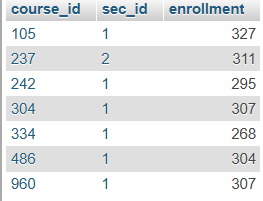 course_id sec_id enrollment
105 1 327
237 2 311
242 1 295
304 1 307
334 1 268
486 1 304
960 1 307